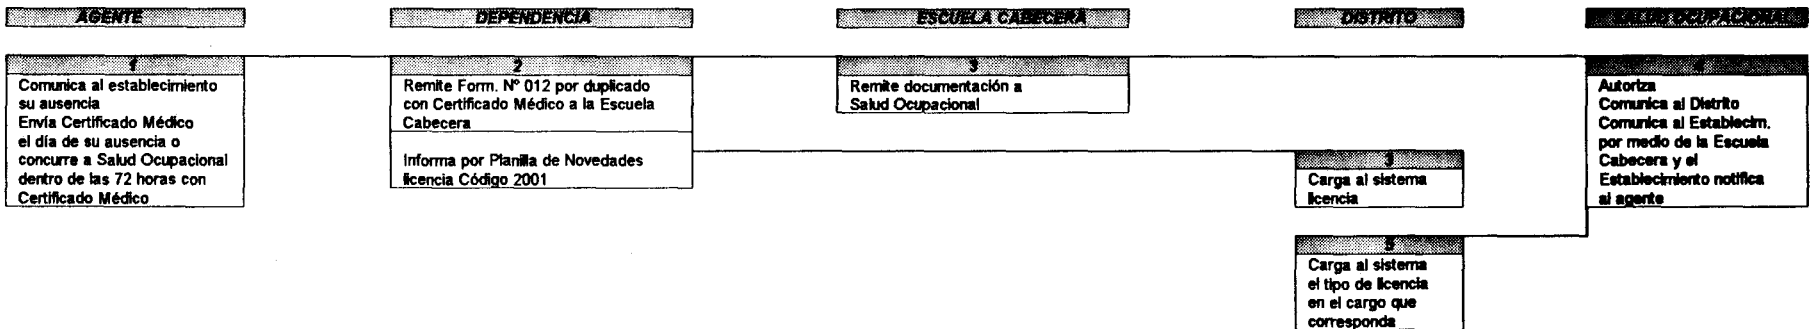 AGENTE
DEPENDENCIA
ESCUELA CABECERA
DISTRITO
SALUD OCUPACIONAL
1
Comunica al establecimiento
su ausencia
Envía Certificado Médico
el día de su ausencia o
concurre a Salud Ocupacional
dentro de las 72 horas con
Certificado Médico
2
Remite Form. Nº 012 por duplicado
con Certificado Médico a la Escuela
Cabecera
Informa por Planilla de Novedades
licencia Código 2001
3
Remite documentación a
Salud Ocupacional
3
Carga al sistema
licencia
4
Autoriza
Comunica al Distrito
Comunica al Establecim.
por medio de la Escuela
Cabecera y el
Establecimiento notifica
al agente
5
Carga al sistema
el tipo de licencia
en el cargo que
corresponda